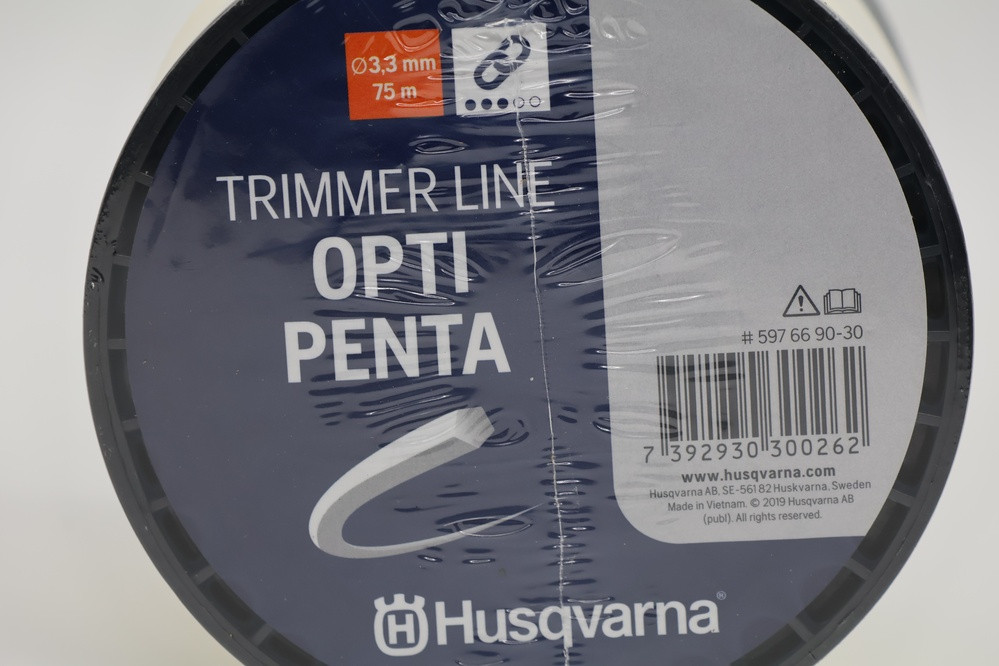 Ø3,3 mm
75 m
TRIMMER LINE
OPTI
PENTA
# 597 66 90-30
7 392930 300262
www.husqvarna.com
Husqvarna AB, SE-561 82 Huskvarna, Sweden
Made in Vietnam. © 2019 Husqvarna AB
(publ). All rights reserved.
H Husqvarna®